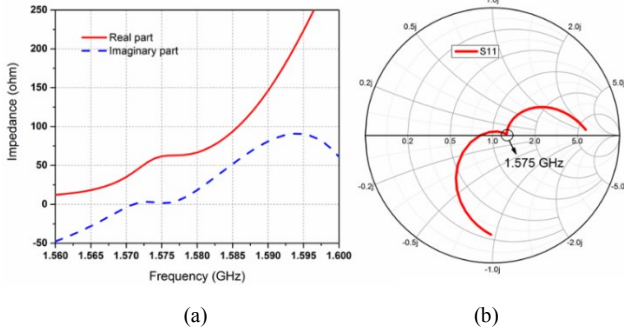 250
200
150
100
50
0
-50
Real part
Imaginary part
Impedance (ohm)
1.560 1.565 1.570 1.575 1.580 1.585 1.590 1.595 1.600
Frequency (GHz)
(a)
1.0j
0.5j
2.0j
0.2j
5.0j
S11
0.2 0.5 1.0 2.0 5.0
1.575 GHz
-0.2j
-5.0j
-0.5j
-2.0j
-1.0j
(b)